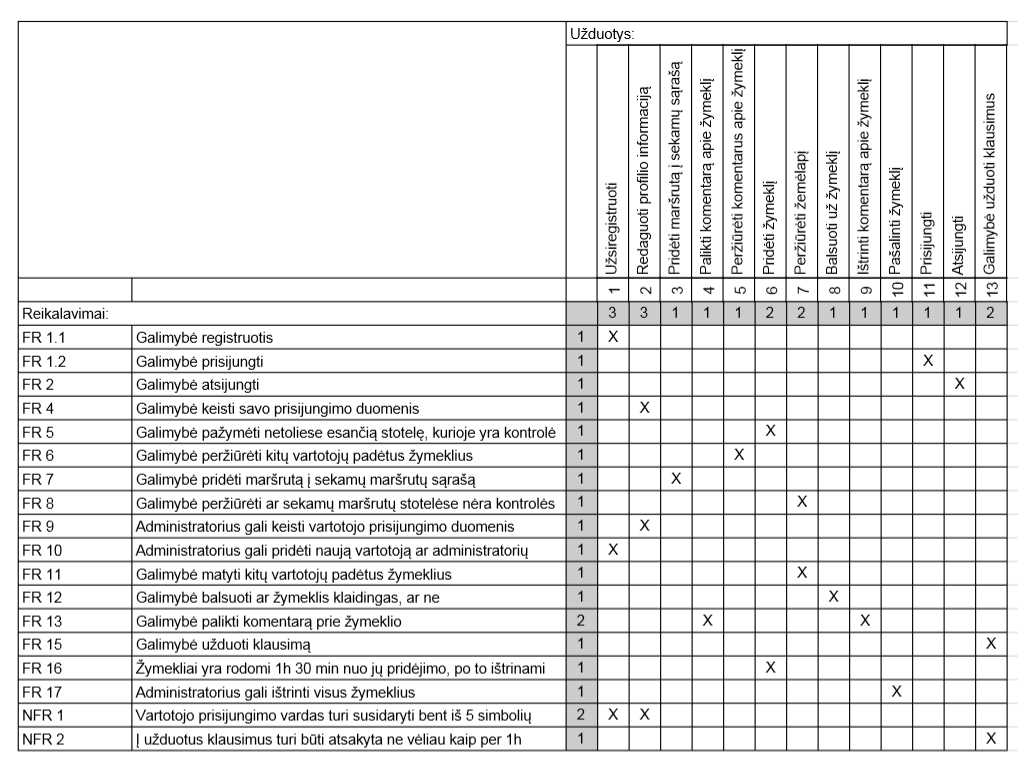 Užduotys:
Užsiregistruoti
Redaguoti profilio informaciją
Pridėti maršrutą į sekamų sąrašą
Palikti komentarą apie žymeklį
Peržiūrėti komentarus apie žymeklį
Pridėti žymeklį
Peržiūrėti žemėlapį
Balsuoti už žymeklį
Ištrinti komentarą apie žymeklį
Pašalinti žymeklį
Prisijungti
Atsijungti
Galimybė užduoti klausimus
1 2 3 4 5 6 7 8 9 10 11 12 13
Reikalavimai: 3 3 1 1 1 2 2 1 1 1 1 1 2
FR 1.1 Galimybė registruotis 1 X
FR 1.2 Galimybė prisijungti 1 X
FR 2 Galimybė atsijungti 1 X
FR 4 Galimybė keisti savo prisijungimo duomenis 1 X
FR 5 Galimybė pažymėti netoliese esančią stotelę, kurioje yra kontrolė 1 X
FR 6 Galimybė peržiūrėti kitų vartotojų padėtus žymeklius 1 X
FR 7 Galimybė pridėti maršrutą į sekamų maršrutų sąrašą 1 X
FR 8 Galimybė peržiūrėti ar sekamų maršrutų stotelėse nėra kontrolės 1 X
FR 9 Administratorius gali keisti vartotojo prisijungimo duomenis 1 X
FR 10 Administratorius gali pridėti naują vartotoją ar administratorių 1 X
FR 11 Galimybė matyti kitų vartotojų padėtus žymeklius 1 X
FR 12 Galimybė balsuoti ar žymeklis klaidingas, ar ne 1 X
FR 13 Galimybė palikti komentarą prie žymeklio 2 X X
FR 15 Galimybė užduoti klausimą 1 X
FR 16 Žymekliai yra rodomi 1h 30 min nuo jų pridėjimo, po to ištrinami 1 X
FR 17 Administratorius gali ištrinti visus žymeklius 1 X
NFR 1 Vartotojo prisijungimo vardas turi susidaryti bent iš 5 simbolių 2 X X
NFR 2 Į užduotus klausimus turi būti atsakyta ne vėliau kaip per 1h 1 X